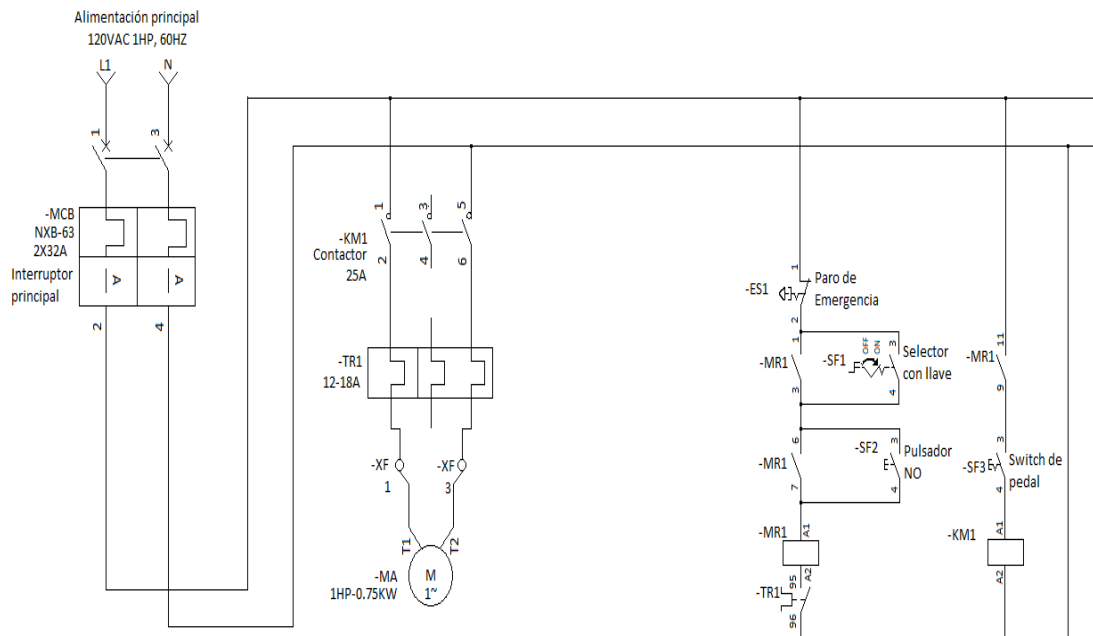 Alimentación principal
120VAC 1HP, 60HZ
L1 N
1 3
-MCB
NXB-63
2X32A
Interruptor
principal
A A
2 4
1 3 5
-KM1
Contactor
25A
2 4 6
-TR1
12-18A
-XF -XF
1 3
T1 T2
-MA
1HP-0.75KW
M
1~
1
-ES1
Paro de
Emergencia
2
1
-MR1
3
OFF
ON
3
-SF1
Selector
con llave
4
6
-MR1
7
3
-SF2
Pulsador
NO
4
-MR1
A1
A2
95
-TR1
96
11
-MR1
9
3
-SF3
Switch de
pedal
4
A1
-KM1
A2